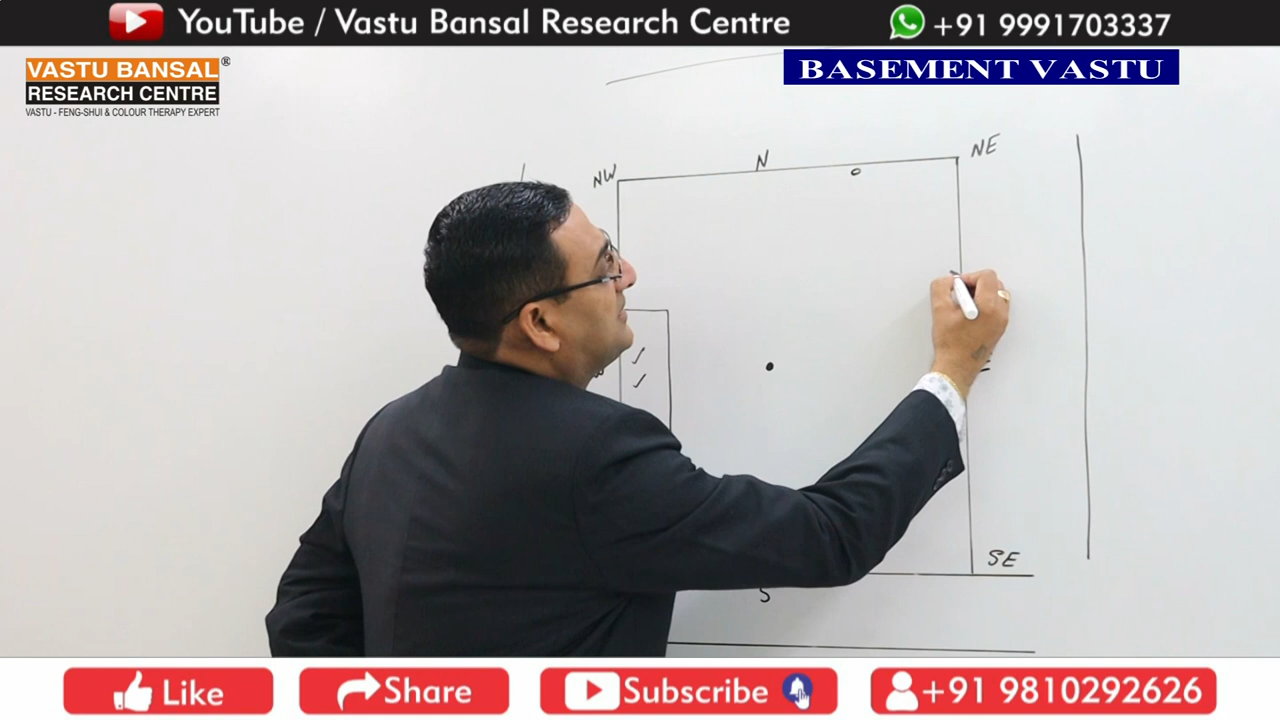 YouTube / Vastu Bansal Research Centre
+91 9991703337
VASTU BANSAL®
RESEARCH CENTRE
VASTU - FENG-SHUI & COLOUR THERAPY EXPERT
BASEMENT VASTU
NW
N
NE
SE
S
Like
Share
Subscribe
+91 9810292626